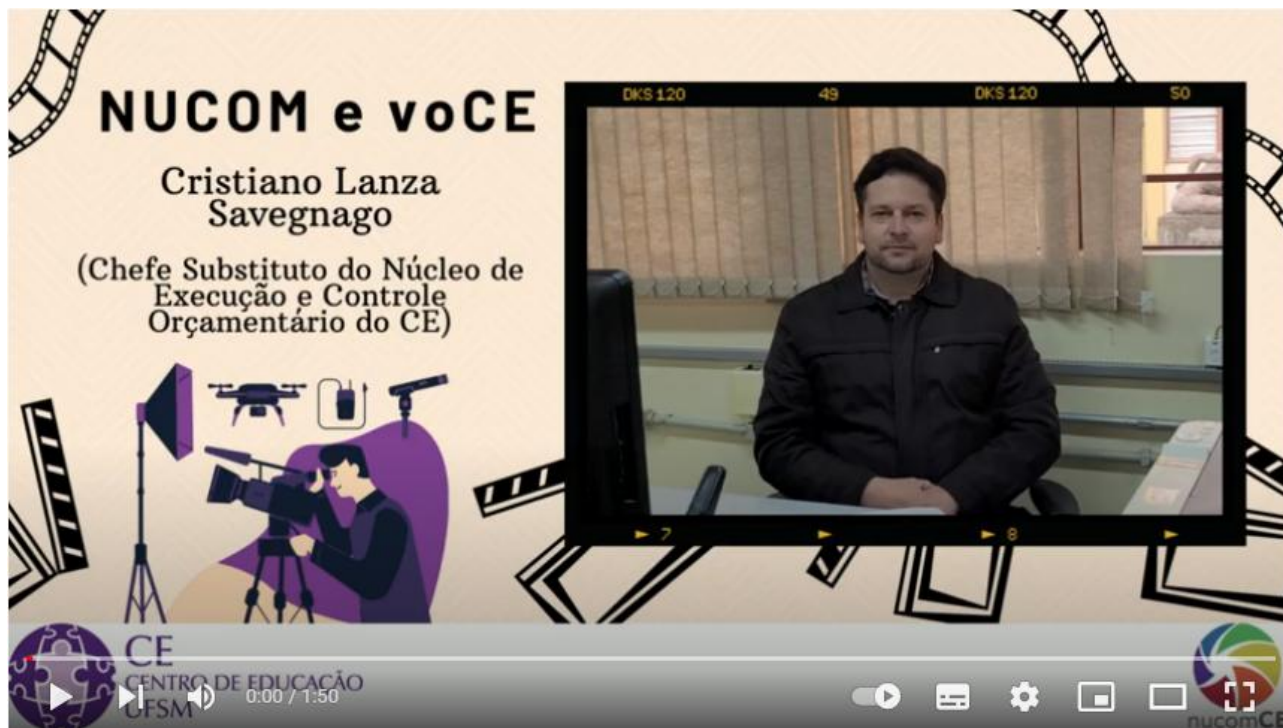 NUCOM e voCE
Cristiano Lanza
Savegnago
(Chefe Substituto do Núcleo de
Execução e Controle
Orçamentário do CE)
DKS 120 49 DKS 120 50
7 8
CE
CENTRO DE EDUCAÇÃO
UFSM
0:00 / 1:50
nucomCE